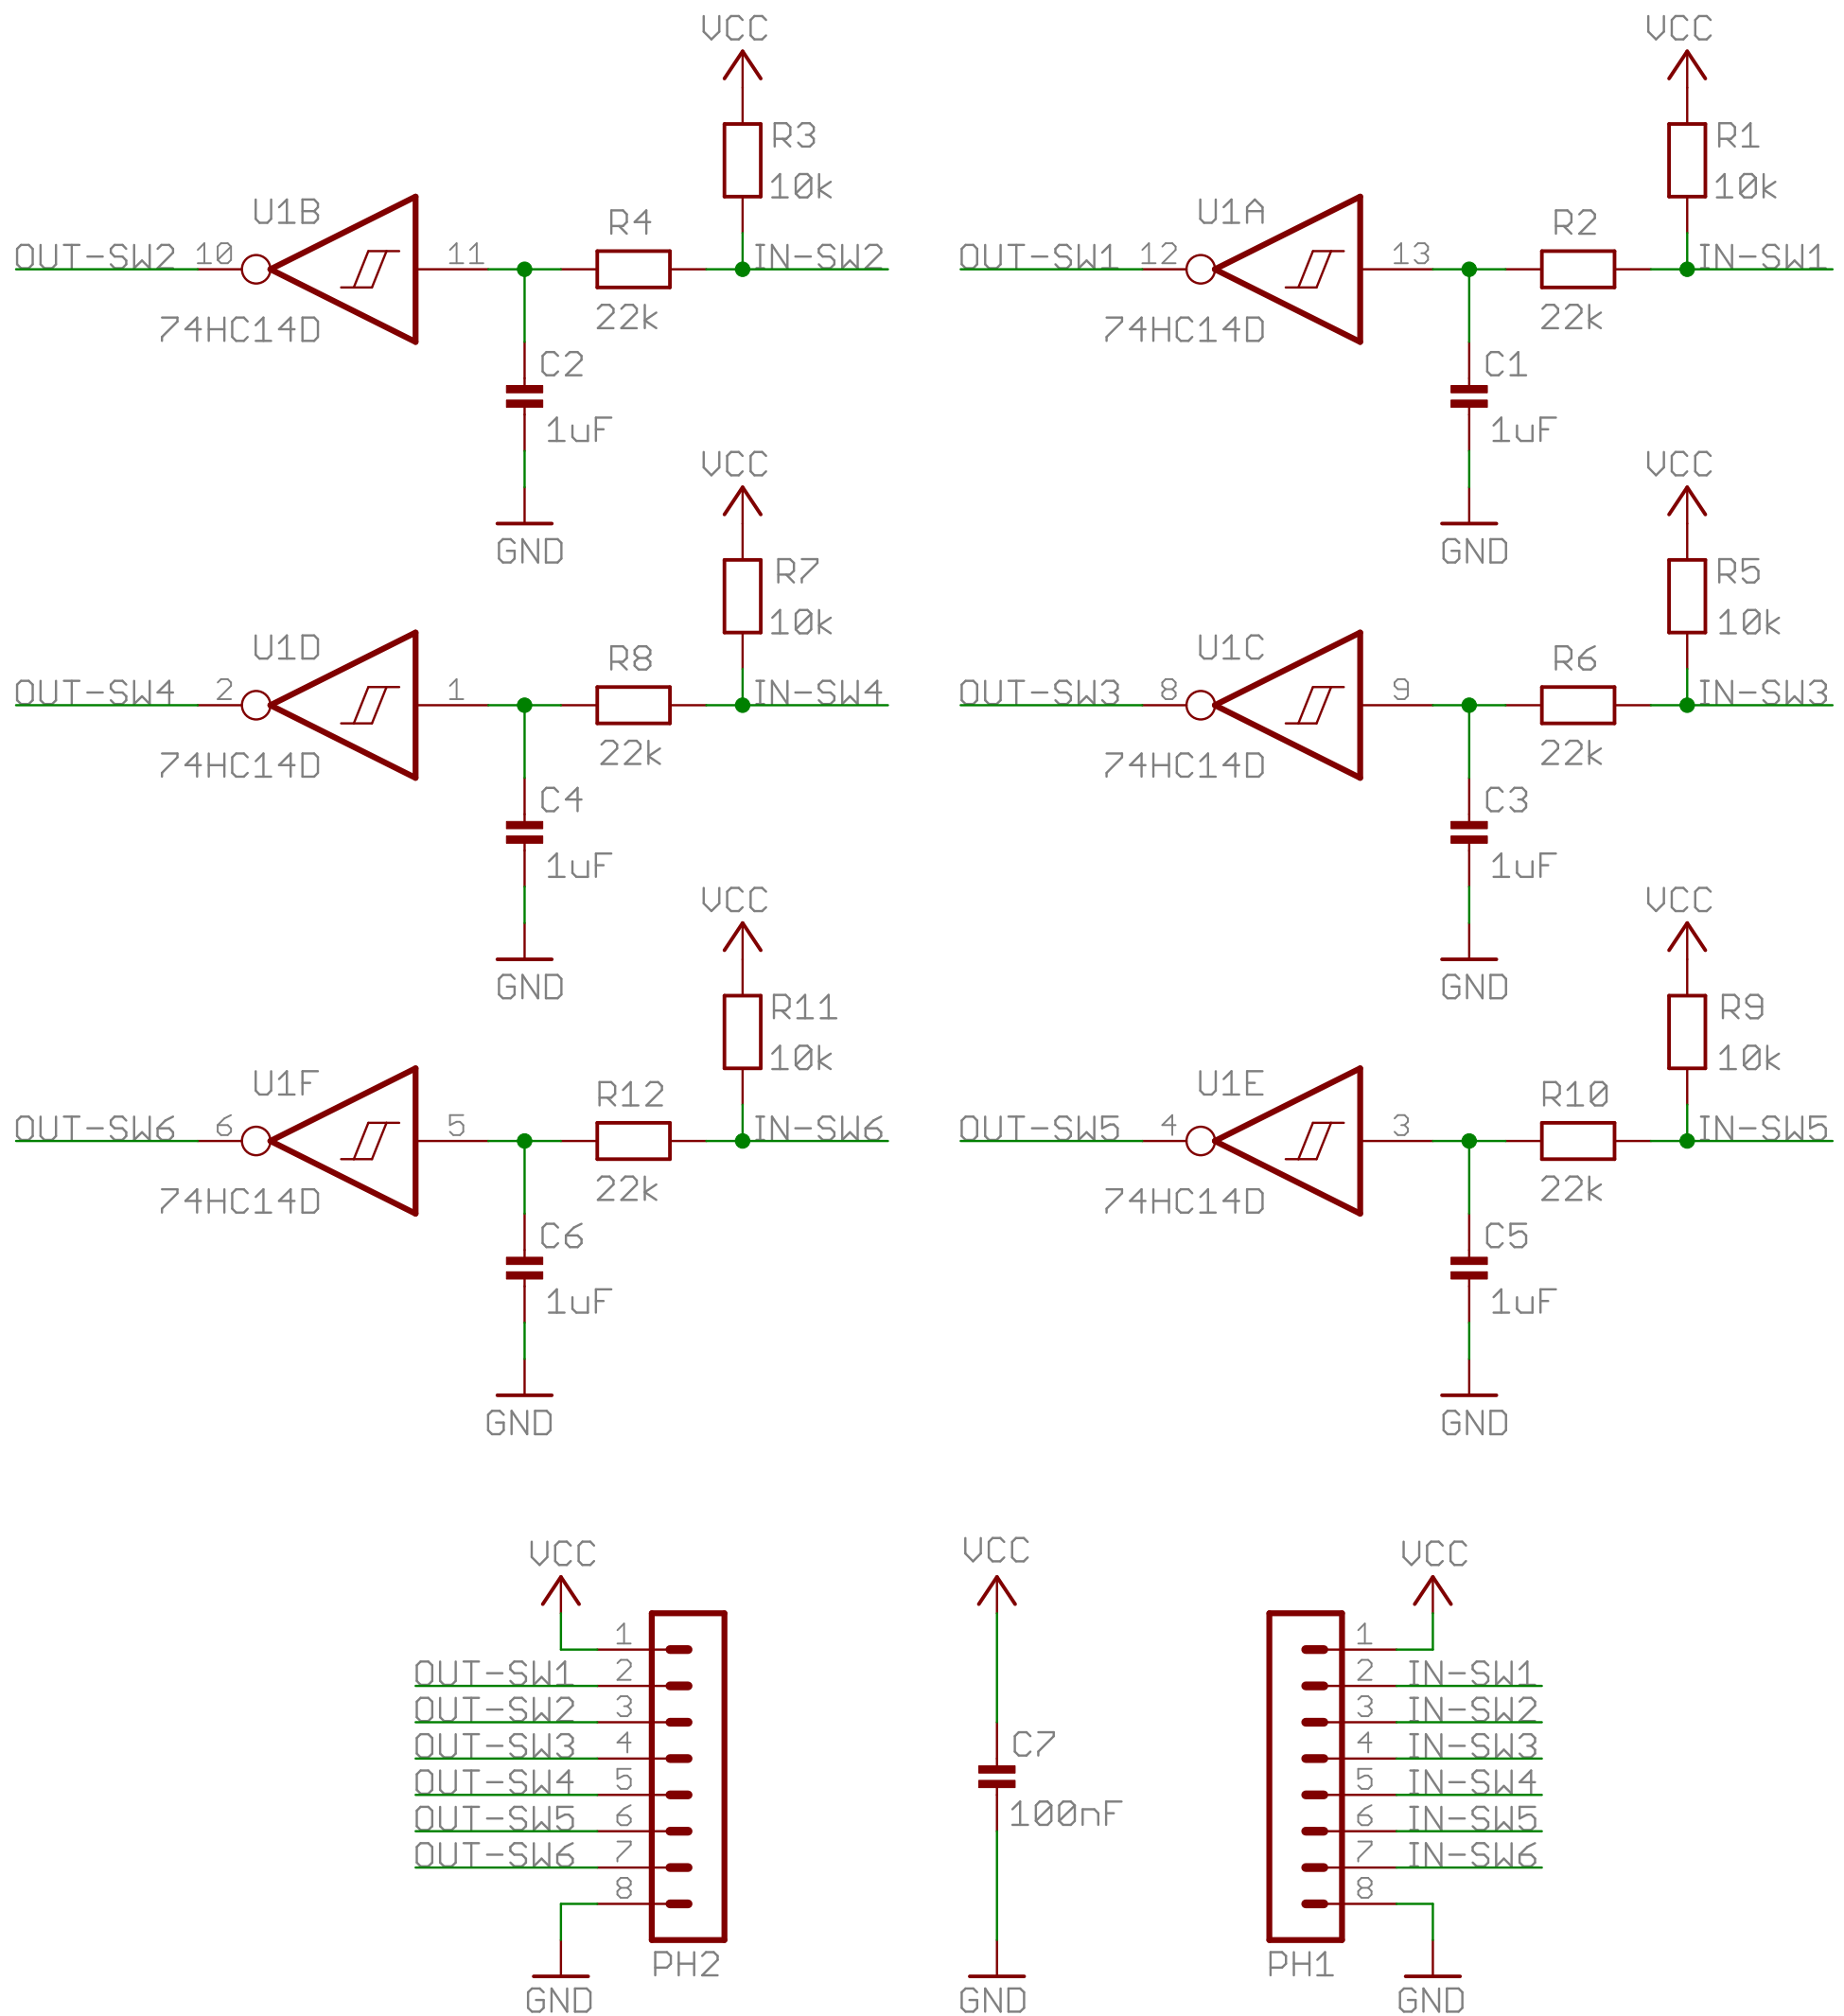 VCC
VCC
R3
R1
10k
10k
U1B
R4
U1A
R2
OUT-SW2
10
11
IN-SW2
OUT-SW1
12
13
IN-SW1
74HC14D
22k
74HC14D
22k
C2
C1
1uF
1uF
VCC
VCC
GND
GND
R7
R5
10k
10k
U1D
R8
U1C
R6
OUT-SW4
2
1
IN-SW4
OUT-SW3
8
9
IN-SW3
74HC14D
22k
74HC14D
22k
C4
C3
1uF
1uF
VCC
VCC
GND
GND
R11
R9
10k
10k
U1F
R12
U1E
R10
OUT-SW6
6
5
IN-SW6
OUT-SW5
4
3
IN-SW5
74HC14D
22k
74HC14D
22k
C6
C5
1uF
1uF
GND
GND
VCC
VCC
VCC
1
1
OUT-SW1
2
2
IN-SW1
OUT-SW2
3
3
IN-SW2
OUT-SW3
4
C7
4
IN-SW3
OUT-SW4
5
5
IN-SW4
OUT-SW5
6
100nF
6
IN-SW5
OUT-SW6
7
7
IN-SW6
8
8
PH2
PH1
GND
GND
GND